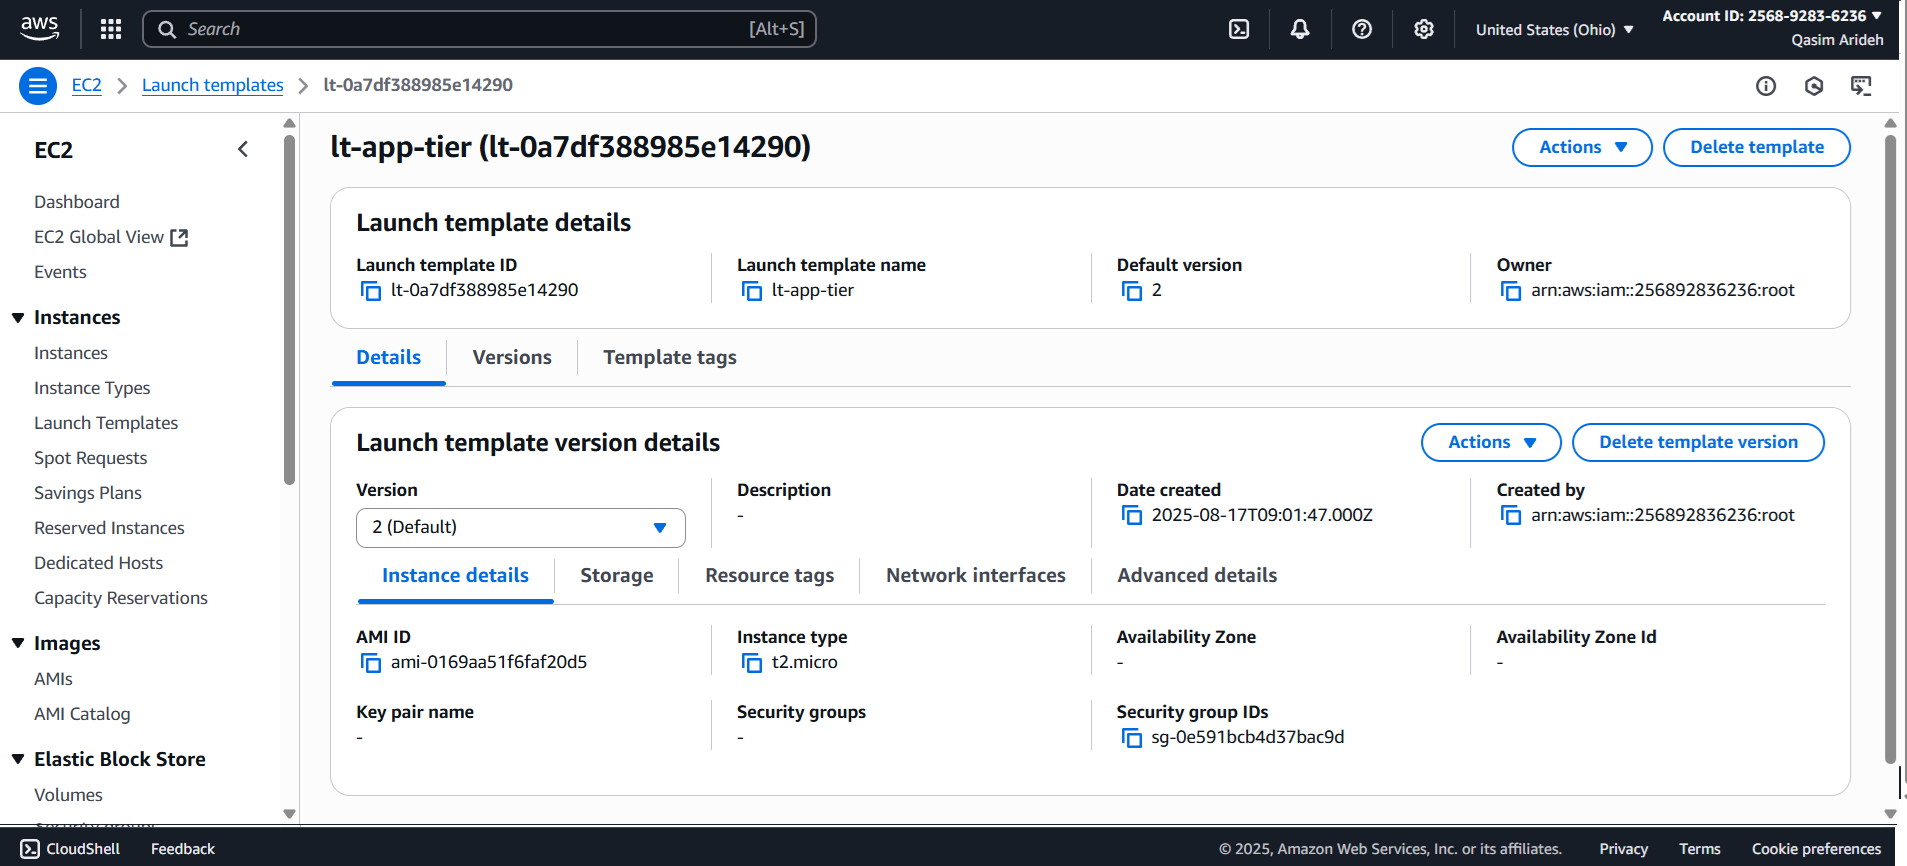 aws
Search [Alt+S]
United States (Ohio)
Account ID: 2568-9283-6236
Qasim Arideh
EC2 Launch templates lt-0a7df388985e14290
EC2
Dashboard
EC2 Global View
Events
Instances
Instances
Instance Types
Launch Templates
Spot Requests
Savings Plans
Reserved Instances
Dedicated Hosts
Capacity Reservations
Images
AMIs
AMI Catalog
Elastic Block Store
Volumes
lt-app-tier (lt-0a7df388985e14290)
Actions Delete template
Launch template details
Launch template ID
lt-0a7df388985e14290
Launch template name
lt-app-tier
Default version
2
Owner
arn:aws:iam::256892836236:root
Details Versions Template tags
Launch template version details
Actions Delete template version
Version
2 (Default)
Description
-
Date created
2025-08-17T09:01:47.000Z
Created by
arn:aws:iam::256892836236:root
Instance details Storage Resource tags Network interfaces Advanced details
AMI ID
ami-0169aa51f6faf20d5
Instance type
t2.micro
Availability Zone
-
Availability Zone Id
-
Key pair name
-
Security groups
-
Security group IDs
sg-0e591bcb4d37bac9d
CloudShell Feedback
© 2025, Amazon Web Services, Inc. or its affiliates. Privacy Terms Cookie preferences